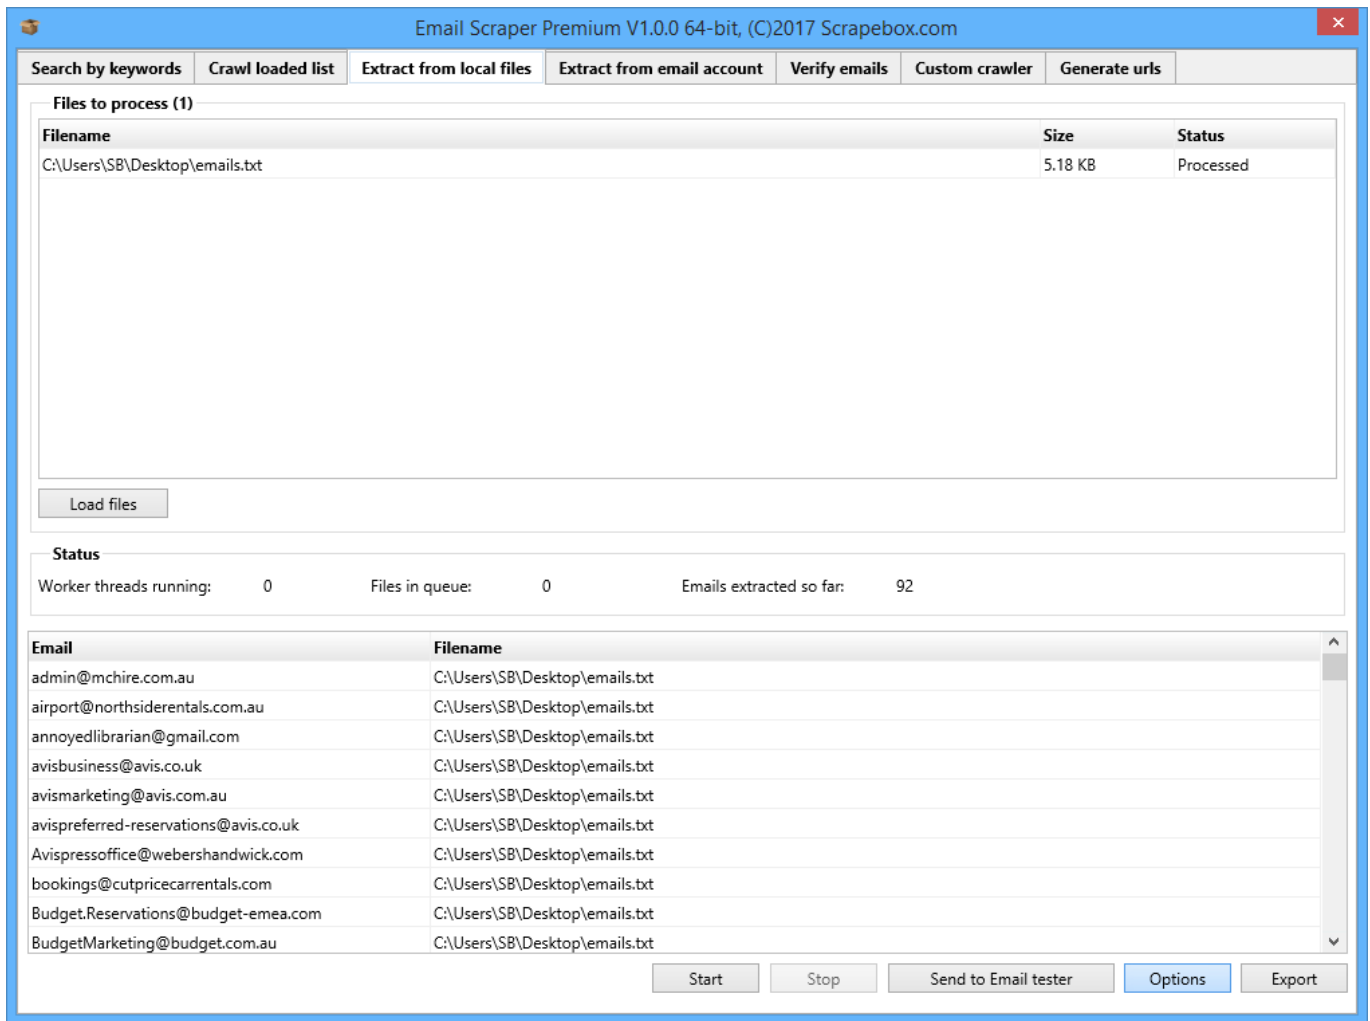 Email Scraper Premium V1.0.0 64-bit, (C)2017 Scrapebox.com
Search by keywords Crawl loaded list Extract from local files Extract from email account Verify emails Custom crawler Generate urls
Files to process (1)
Filename Size Status
C:\Users\SB\Desktop\emails.txt 5.18 KB Processed
Load files
Status
Worker threads running: 0 Files in queue: 0 Emails extracted so far: 92
Email Filename
admin@mchire.com.au C:\Users\SB\Desktop\emails.txt
airport@northsiderentals.com.au C:\Users\SB\Desktop\emails.txt
annoyedlibrarian@gmail.com C:\Users\SB\Desktop\emails.txt
avisbusiness@avis.co.uk C:\Users\SB\Desktop\emails.txt
avismarketing@avis.com.au C:\Users\SB\Desktop\emails.txt
avispreferred-reservations@avis.co.uk C:\Users\SB\Desktop\emails.txt
Avispressoffice@webershandwick.com C:\Users\SB\Desktop\emails.txt
bookings@cutpricecarrentals.com C:\Users\SB\Desktop\emails.txt
Budget.Reservations@budget-emea.com C:\Users\SB\Desktop\emails.txt
BudgetMarketing@budget.com.au C:\Users\SB\Desktop\emails.txt
Start Stop Send to Email tester Options Export